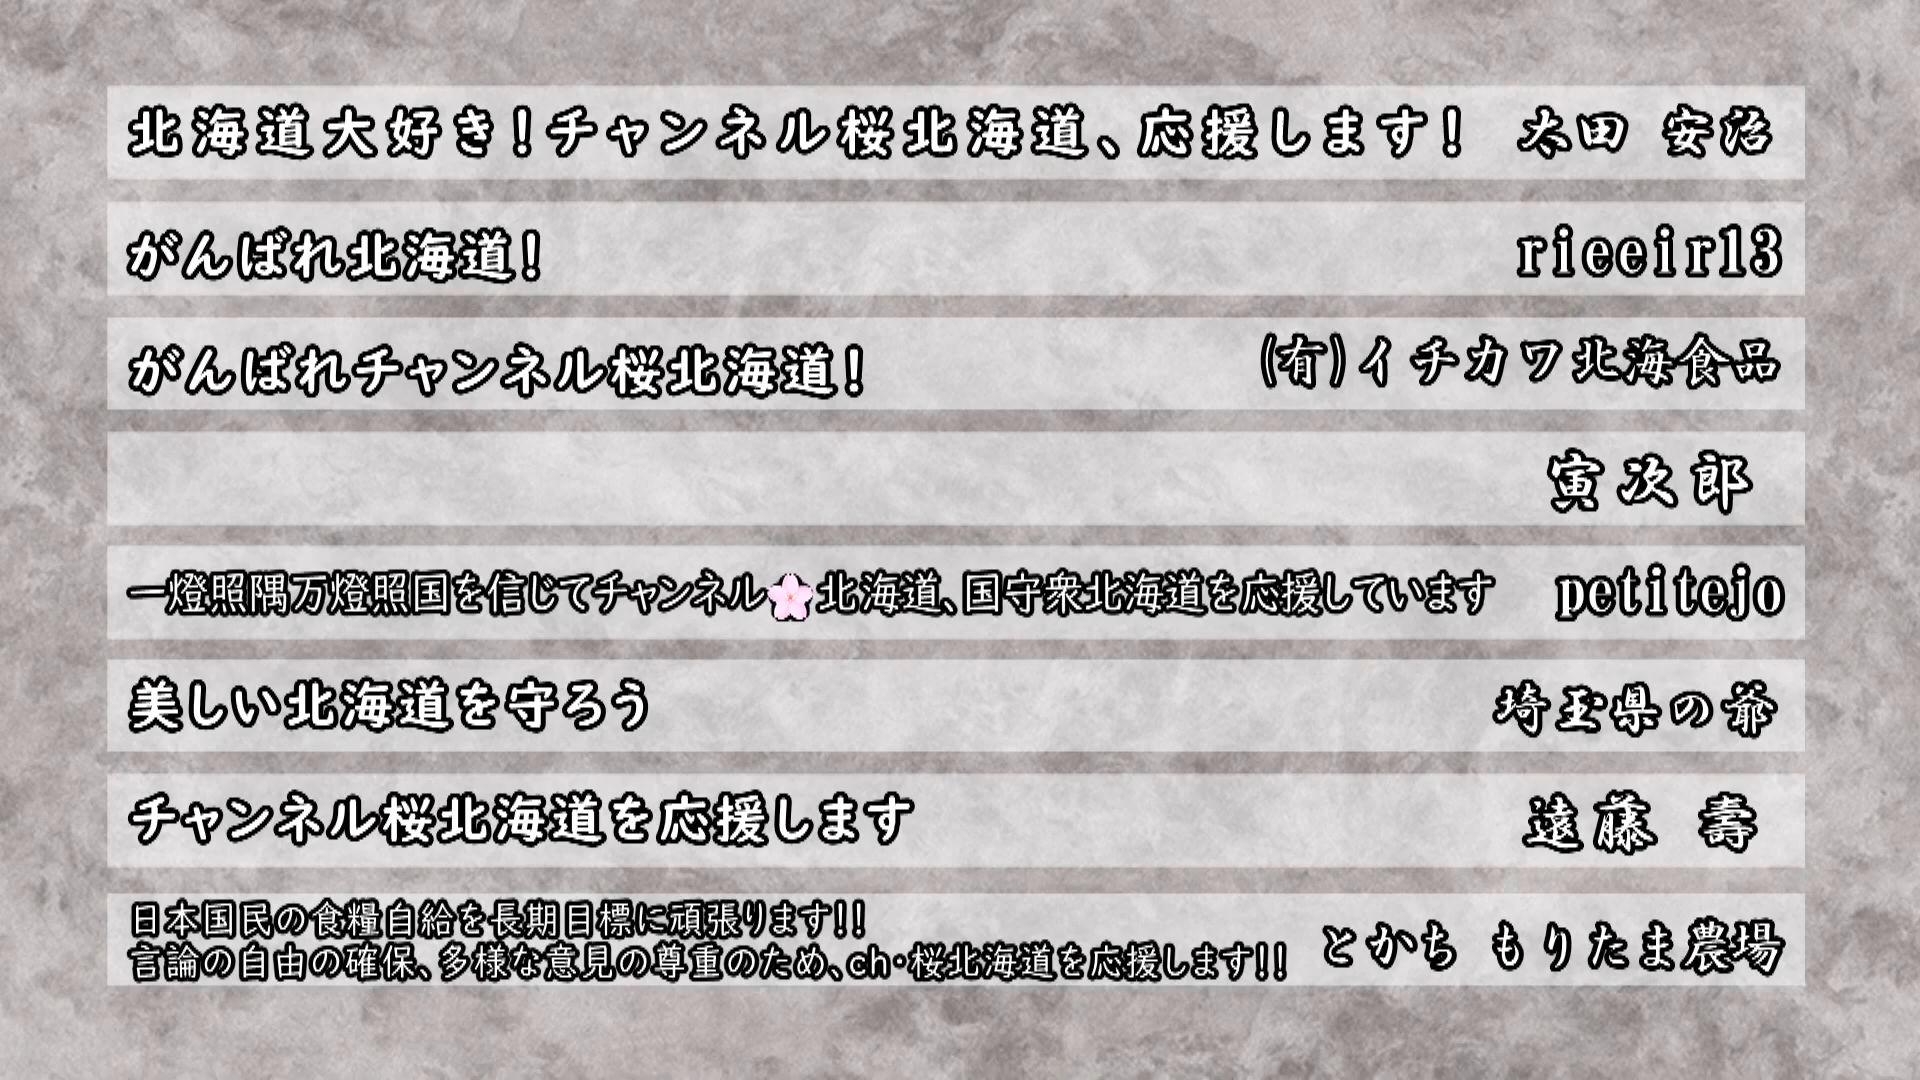 北海道大好き！チャンネル桜北海道、応援します！ 太田 安治
がんばれ北海道！ rieeir13
がんばれチャンネル桜北海道！ (有)イチカワ北海食品
寅次郎
一燈照隅万燈照国を信じてチャンネル🌸北海道、国守衆北海道を応援しています petitejo
美しい北海道を守ろう 埼玉県の爺
チャンネル桜北海道を応援します 遠藤 壽
日本国民の食糧自給を長期目標に頑張ります!!
言論の自由の確保、多様な意見の尊重のため、ch・桜北海道を応援します!! とかち もりたま農場